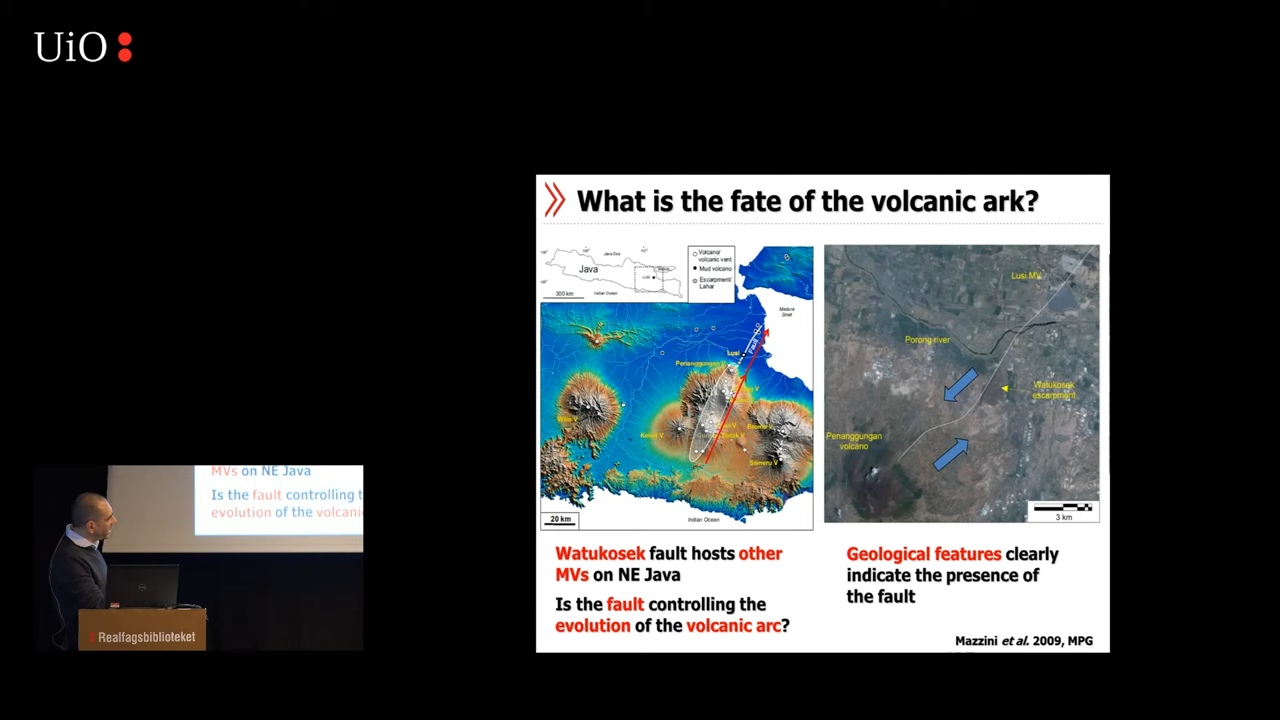 UiO
What is the fate of the volcanic ark?
Java
Java Sea
Lusi
Indian Ocean
300 km
Volcano/
volcanic vent
Mud volcano
Escarpment/
Lahar
Madura
Strait
Lusi
Fault
Penanggungan V
Kelud V
Semeru V
Indian Ocean
20 km
Lusi MV
Porong river
Watukosek
escarpment
Penanggungan
volcano
3 km
Watukosek fault hosts other
MVs on NE Java
Is the fault controlling the
evolution of the volcanic arc?
Geological features clearly
indicate the presence of
the fault
Mazzini et al. 2009, MPG
MVs on NE Java
Is the fault controlling t
evolution of the volcani
Realfagsbiblioteket